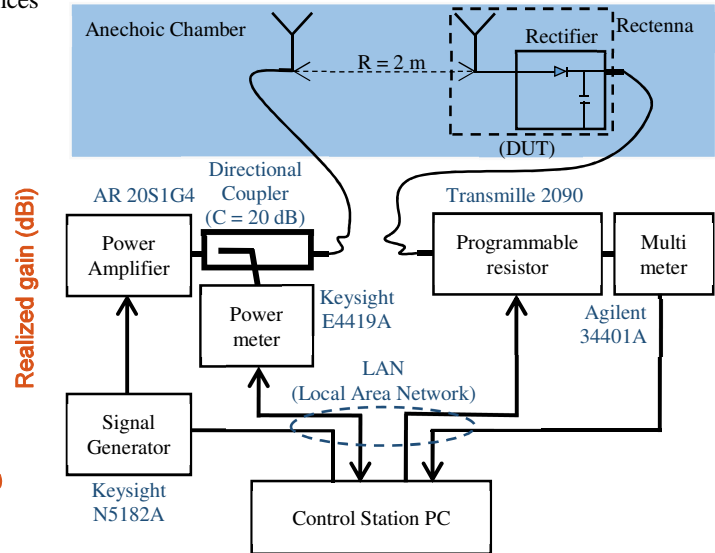 nces
Anechoic Chamber
Rectenna
Rectifier
R = 2 m
(DUT)
Directional
Coupler
(C = 20 dB)
AR 20S1G4
Transmille 2090
Power
Amplifier
Programmable
resistor
Multi
meter
Realized gain (dBi)
Power
meter
Keysight
E4419A
Agilent
34401A
LAN
(Local Area Network)
Signal
Generator
Keysight
N5182A
Control Station PC